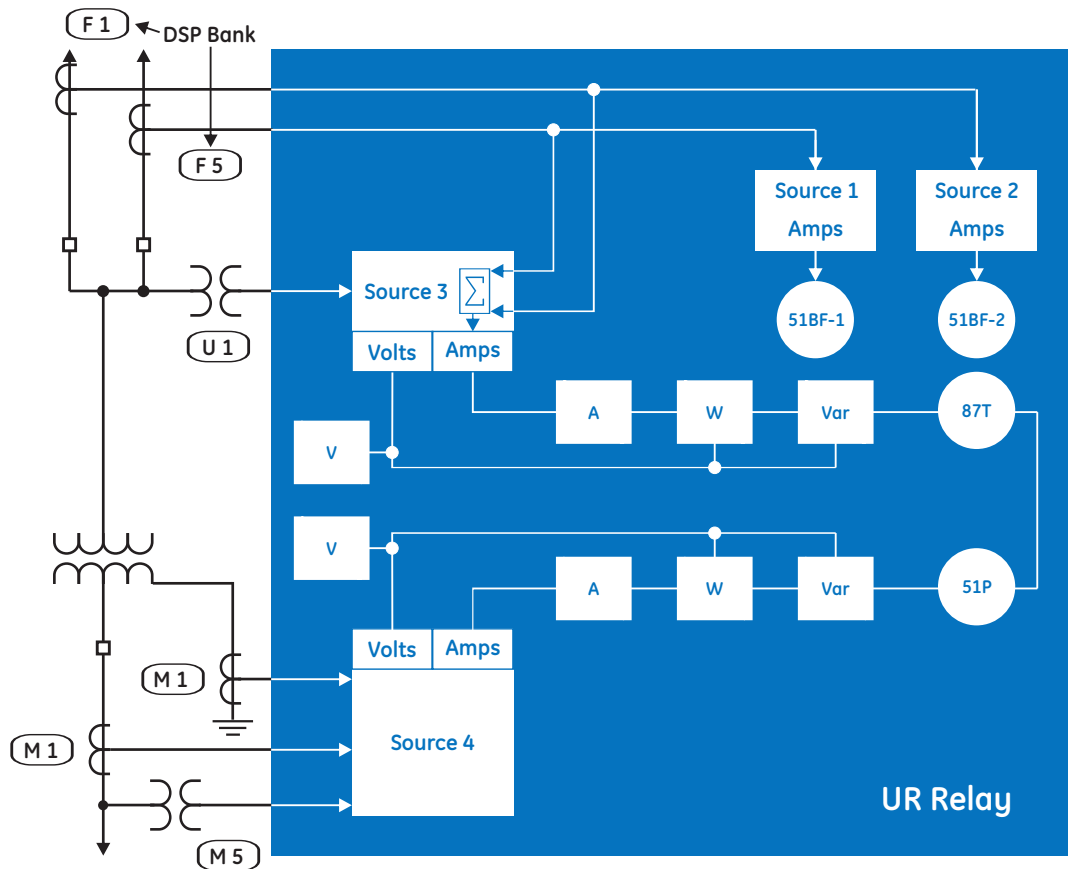 F 1
DSP Bank
F 5
Source 1
Amps
Source 2
Amps
Source 3
Σ
U 1
Volts
Amps
51BF-1
51BF-2
A
W
Var
87T
V
V
A
W
Var
51P
Volts
Amps
M 1
Source 4
M 1
UR Relay
M 5